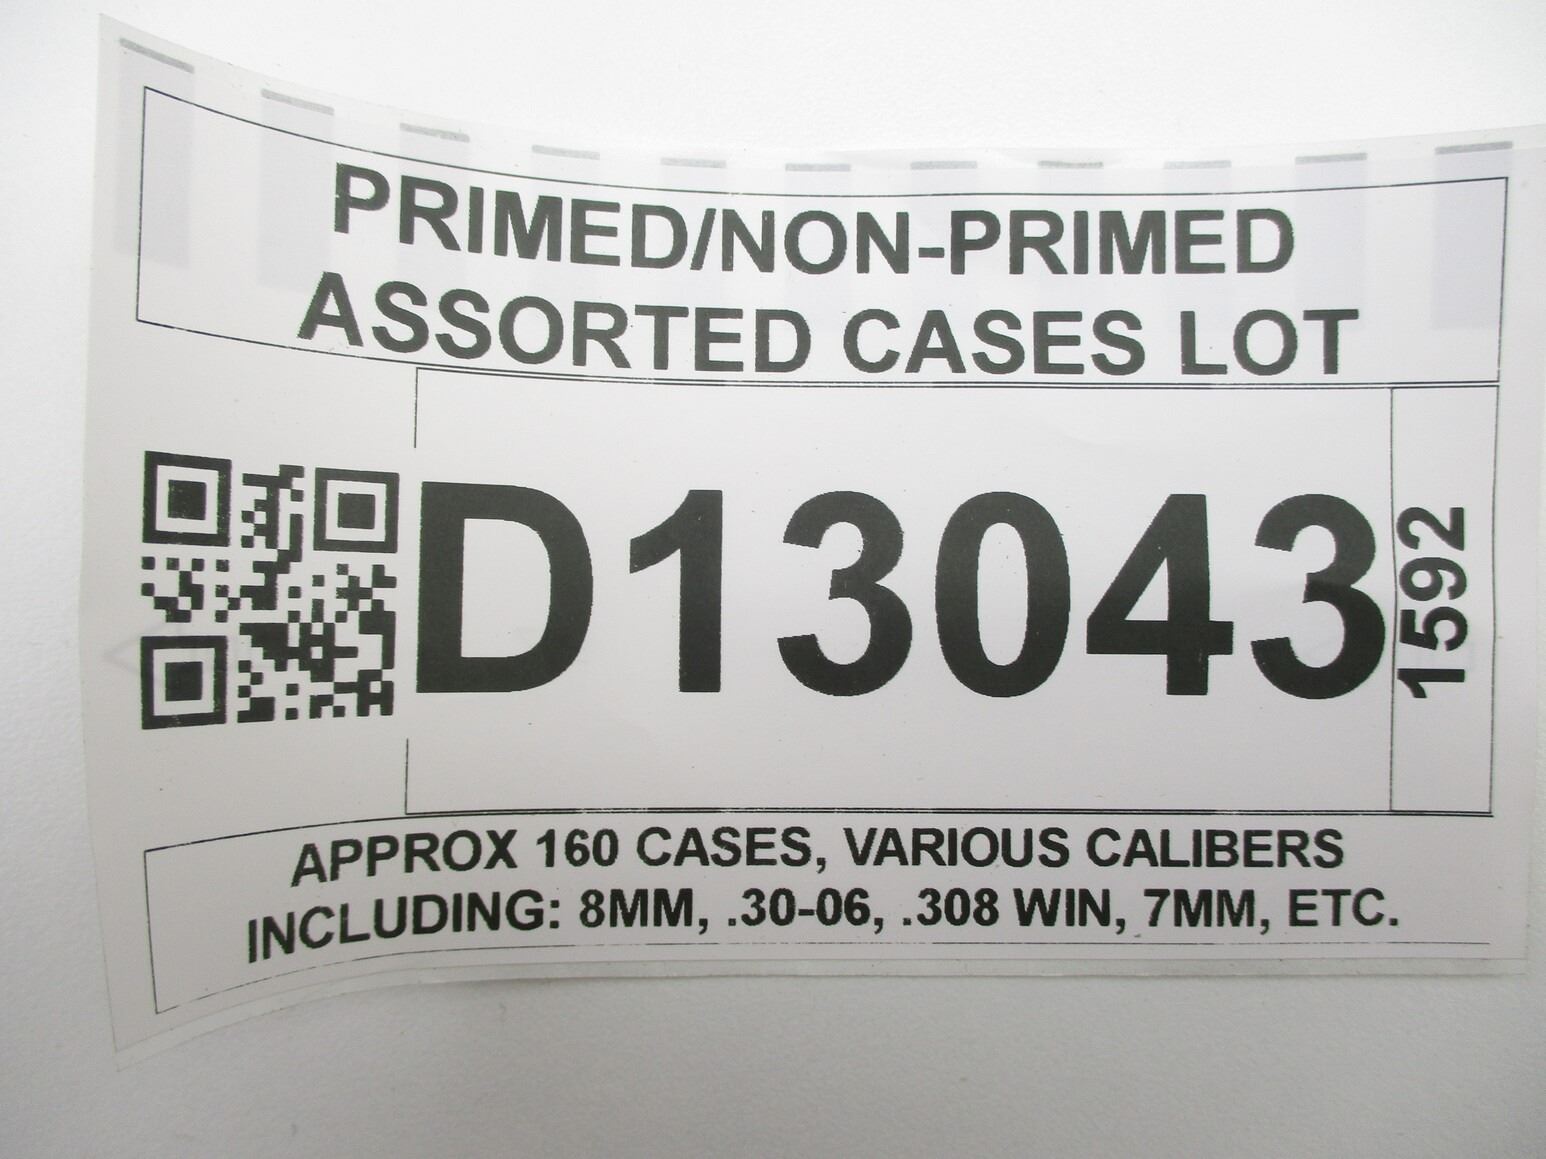 PRIMED/NON-PRIMED
ASSORTED CASES LOT
D13043
1592
APPROX 160 CASES, VARIOUS CALIBERS
INCLUDING: 8MM, .30-06, .308 WIN, 7MM, ETC.